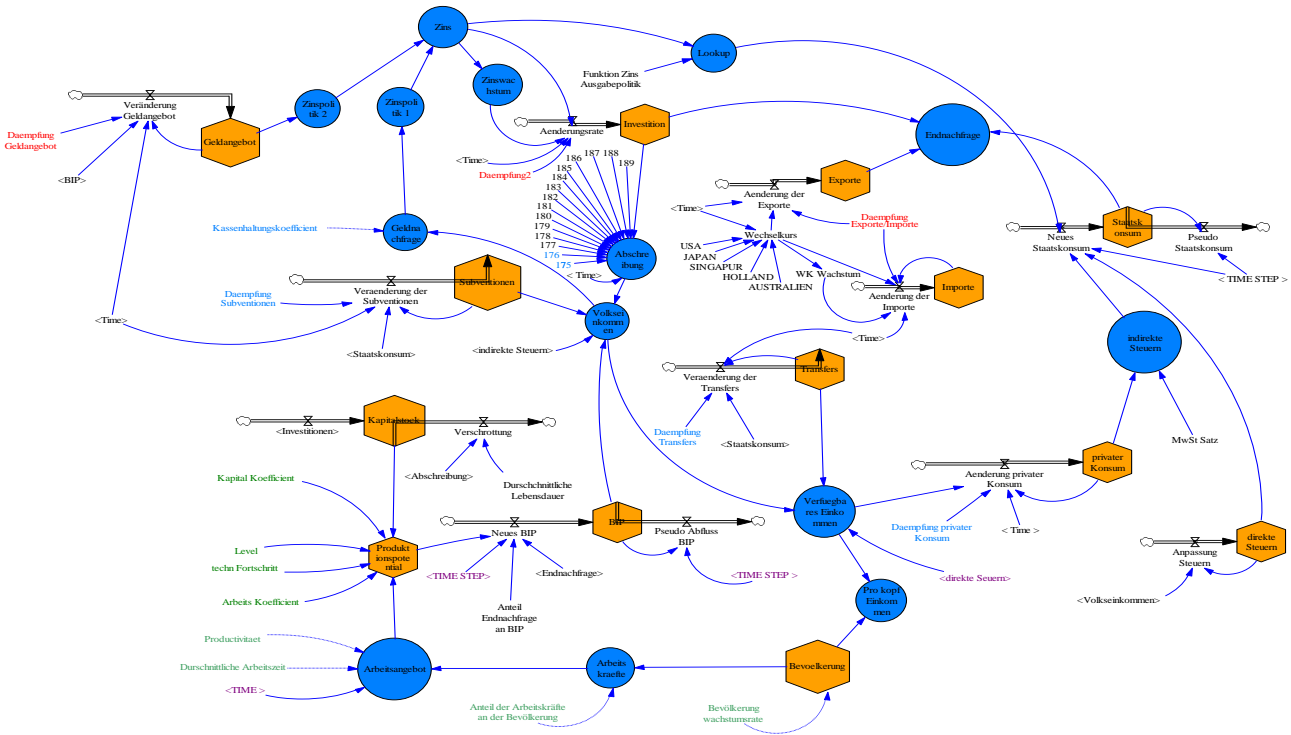 Zins
Lookup
Funktion Zins
Ausgabepolitik
Zinswac
hstum
Zinspoli
tik 2
Zinspoli
tik 1
Veränderung
Geldangebot
Geldangebot
Daempfung
Geldangebot
<BIP>
Aenderungsrate
Investition
Endnachfrage
<Time>
Daempfung2
186
187
188
189
185
184
183
182
181
180
179
178
177
176
175
Exporte
Aenderung der
Exporte
<Time>
Daempfung
Exporte/Importe
Wechselkurs
USA
JAPAN
SINGAPUR
HOLLAND
AUSTRALIEN
WK Wachstum
Staatsk
onsum
Neues
Staatskonsum
Pseudo
Staatskonsum
< TIME STEP >
Kassenhaltungskoefficient
Geldna
chfrage
Abschre
ibung
< Time>
Subventionen
Veraenderung der
Subventionen
Daempfung
Subventionen
<Time>
<Staatskonsum>
Aenderung der
Importe
Importe
Volksei
nkomm
en
<indirekte Steuern>
<Time>
indirekte
Steuern
Transfers
Veraenderung der
Transfers
Daempfung
Transfers
<Staatskonsum>
MwSt Satz
Kapitalstock
<Investitionen>
Verschrottung
<Abschreibung>
Durschchnittliche
Lebensdauer
Kapital Koefficient
privater
Konsum
Aenderung privater
Konsum
Daempfung privater
Konsum
< Time >
Verfuegba
res Einko
mmen
BIP
Neues BIP
Pseudo Abfluss
BIP
<TIME STEP>
<Endnachfrage>
<TIME STEP >
Anteil
Endnachfrage
an BIP
Level
techn Fortschritt
Arbeits Koefficient
Produkt
ionspote
ntial
direkte
Steuern
Anpassung
Steuern
<Volkseinkommen>
<direkte Seuern>
Pro kopf
Einkom
men
Productivitaet
Durschnittliche Arbeitszeit
<TIME >
Arbeitsangebot
Arbeits
kraefte
Bevoelkerung
Anteil der Arbeitskräfte
an der Bevölkerung
Bevölkerung
wachstumsrate